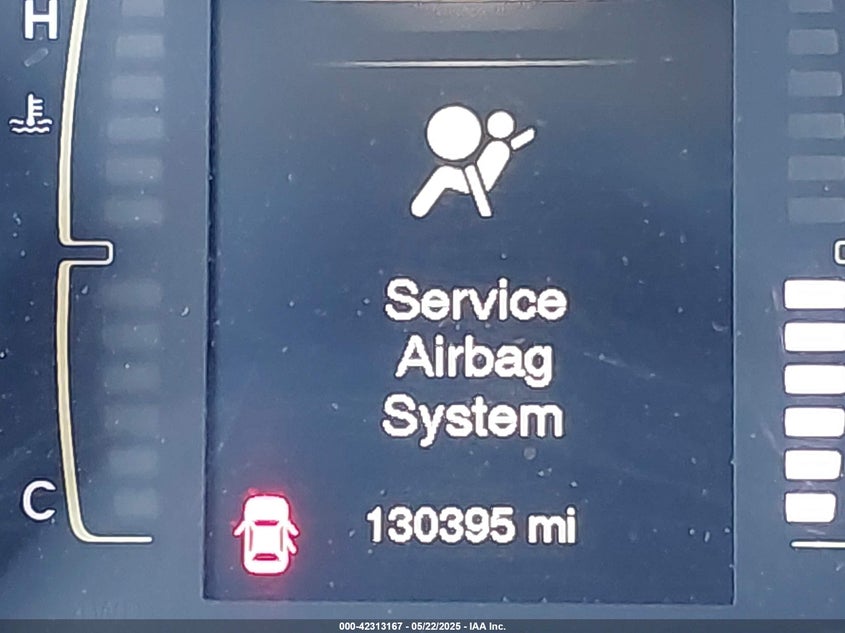 H
Service
Airbag
System
C
130395 mi
000-42313167 - 05/22/2025 - IAA Inc.